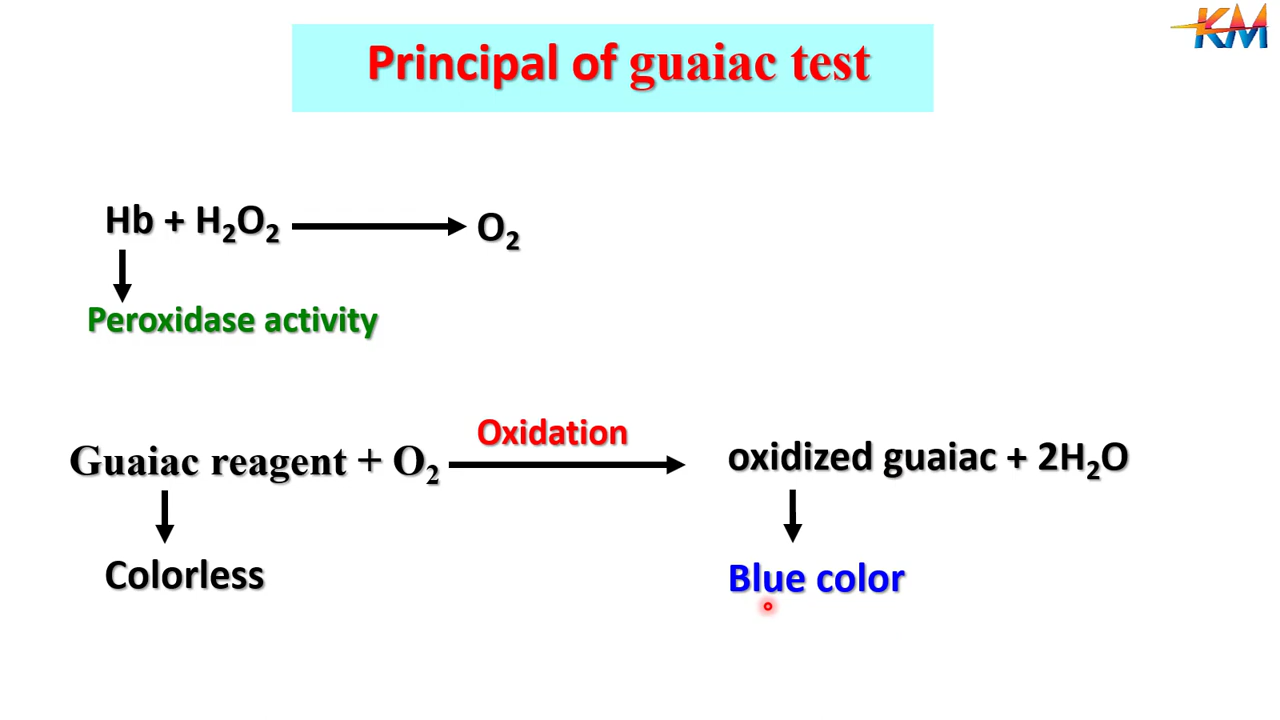 KM
Principal of guaiac test
Hb + H₂O₂ O₂
Peroxidase activity
Oxidation
Guaiac reagent + O₂ oxidized guaiac + 2H₂O
Colorless Blue color